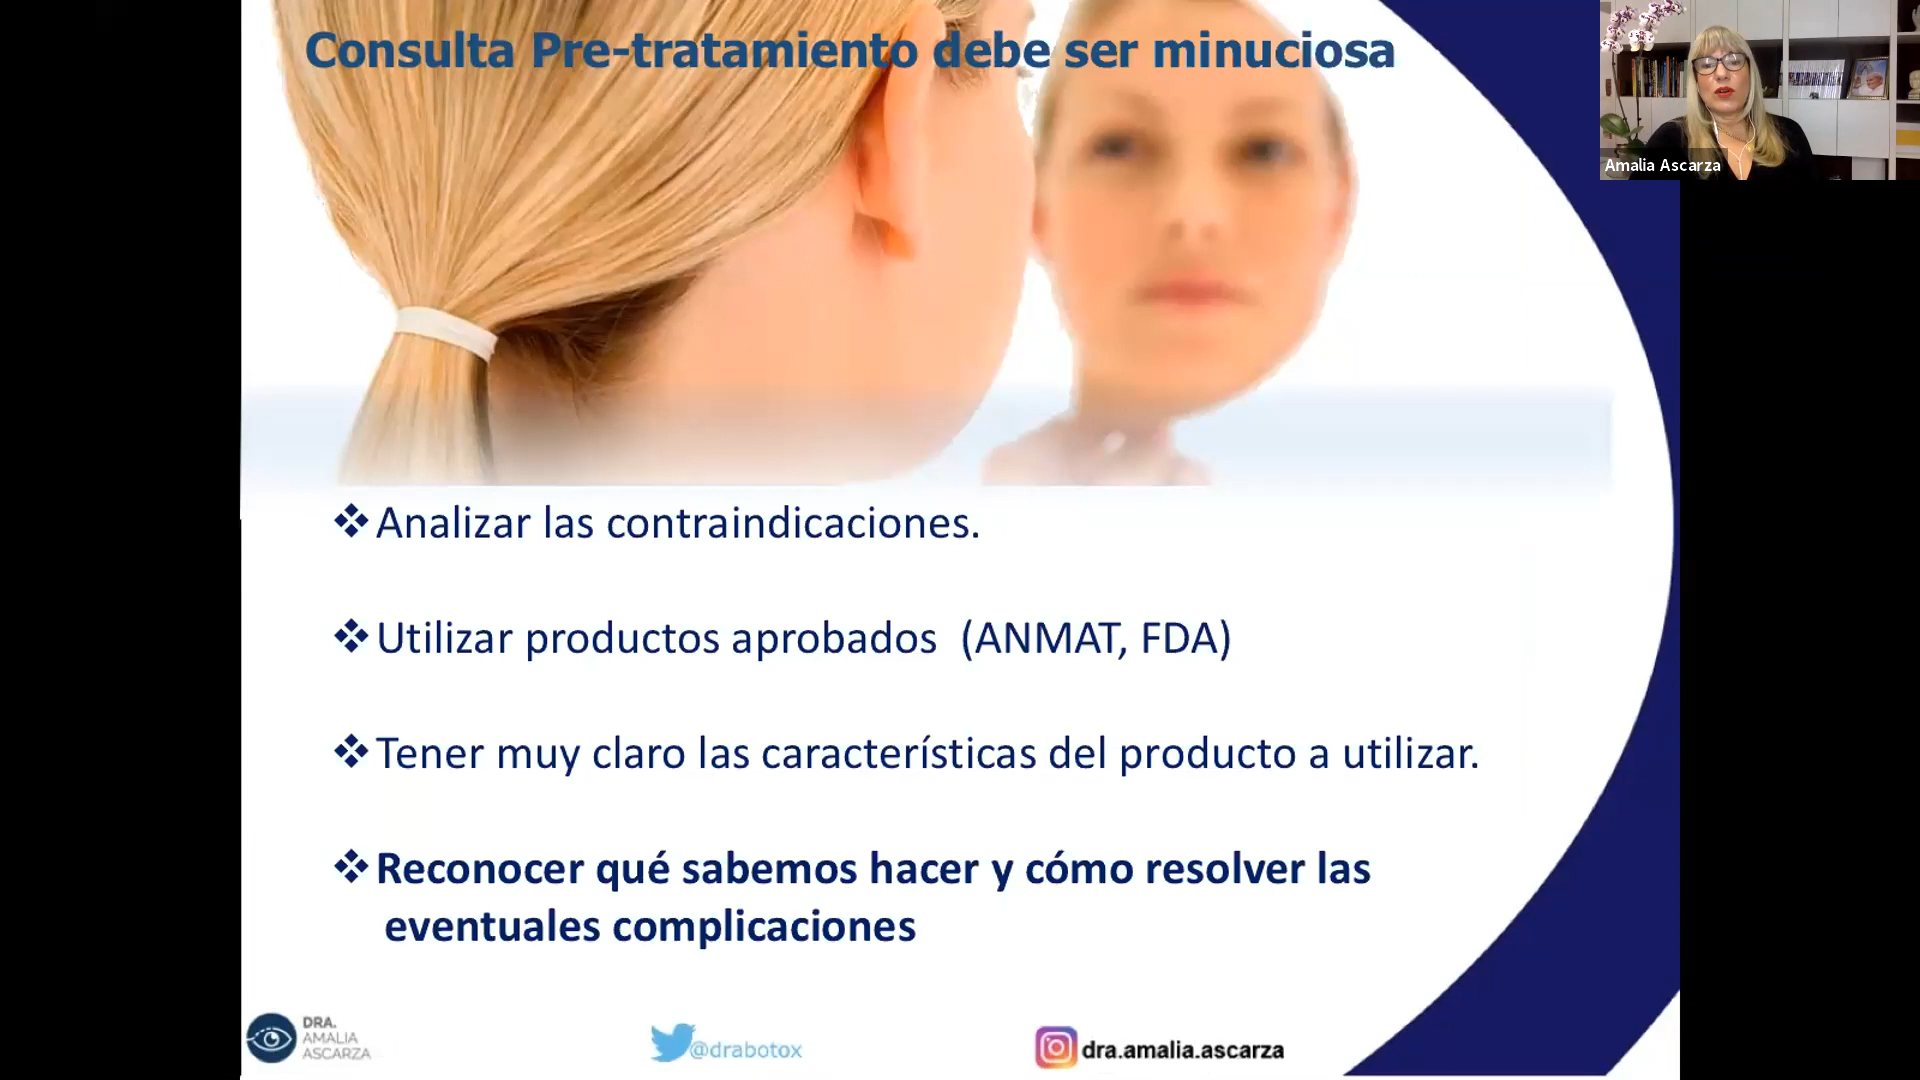 Consulta Pre-tratamiento debe ser minuciosa
Amalia Ascarza
❖Analizar las contraindicaciones.
❖Utilizar productos aprobados (ANMAT, FDA)
❖Tener muy claro las características del producto a utilizar.
❖Reconocer qué sabemos hacer y cómo resolver las
eventuales complicaciones
DRA.
AMALIA
ASCARZA
@drabotox
dra.amalia.ascarza